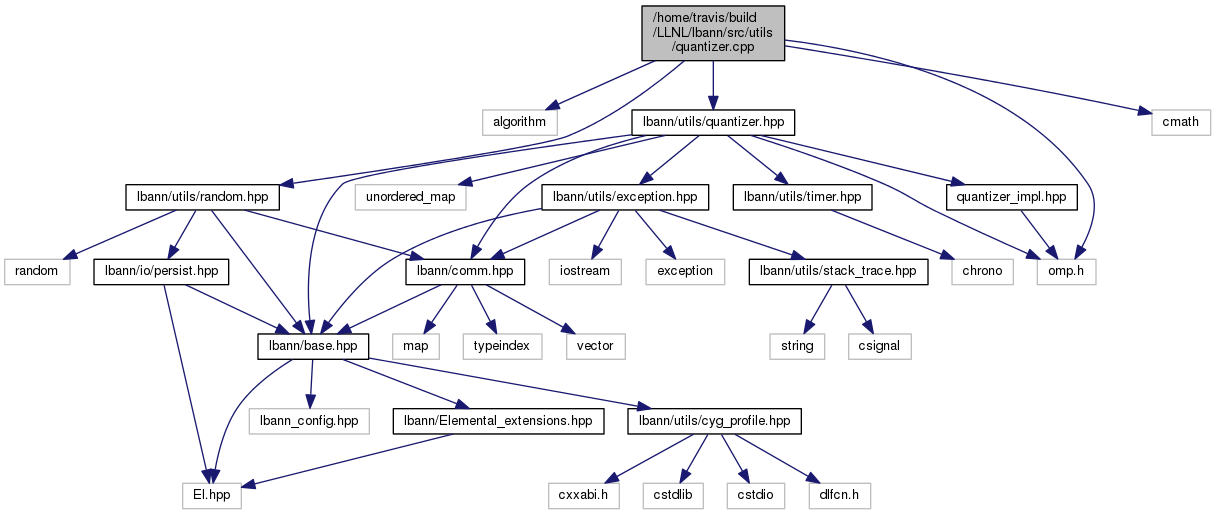 /home/travis/build
/LLNL/lbann/src/utils
/quantizer.cpp
algorithm
lbann/utils/quantizer.hpp
cmath
lbann/utils/random.hpp
unordered_map
lbann/utils/exception.hpp
lbann/utils/timer.hpp
quantizer_impl.hpp
random
lbann/io/persist.hpp
lbann/comm.hpp
iostream
exception
lbann/utils/stack_trace.hpp
chrono
omp.h
lbann/base.hpp
map
typeindex
vector
string
csignal
lbann_config.hpp
lbann/Elemental_extensions.hpp
lbann/utils/cyg_profile.hpp
El.hpp
cxxabi.h
cstdlib
cstdio
dlfcn.h